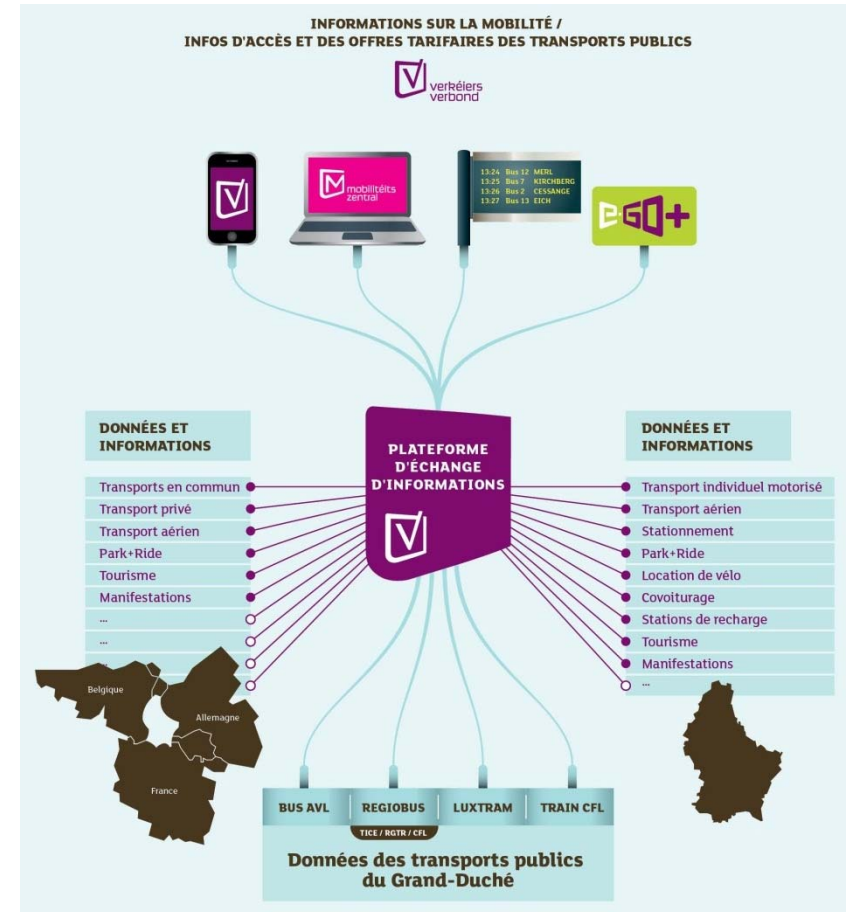 INFORMATIONS SUR LA MOBILITÉ /
INFOS D'ACCÈS ET DES OFFRES TARIFAIRES DES TRANSPORTS PUBLICS
verkéiers
verbond
mobilitéits
zentral
13:24 Bus 12 MERL
13:25 Bus 7 KIRCHBERG
13:26 Bus 2 CESSANGE
13:27 Bus 13 EICH
e-GO+
PLATEFORME
D'ÉCHANGE
D'INFORMATIONS
DONNÉES ET
INFORMATIONS
Transports en commun
Transport privé
Transport aérien
Park+Ride
Tourisme
Manifestations
...
...
...
Belgique
Allemagne
France
DONNÉES ET
INFORMATIONS
Transport individuel motorisé
Transport aérien
Stationnement
Park+Ride
Location de vélo
Covoiturage
Stations de recharge
Tourisme
Manifestations
...
BUS AVL
REGIOBUS
LUXTRAM
TRAIN CFL
TICE / RGTR / CFL
Données des transports publics
du Grand-Duché